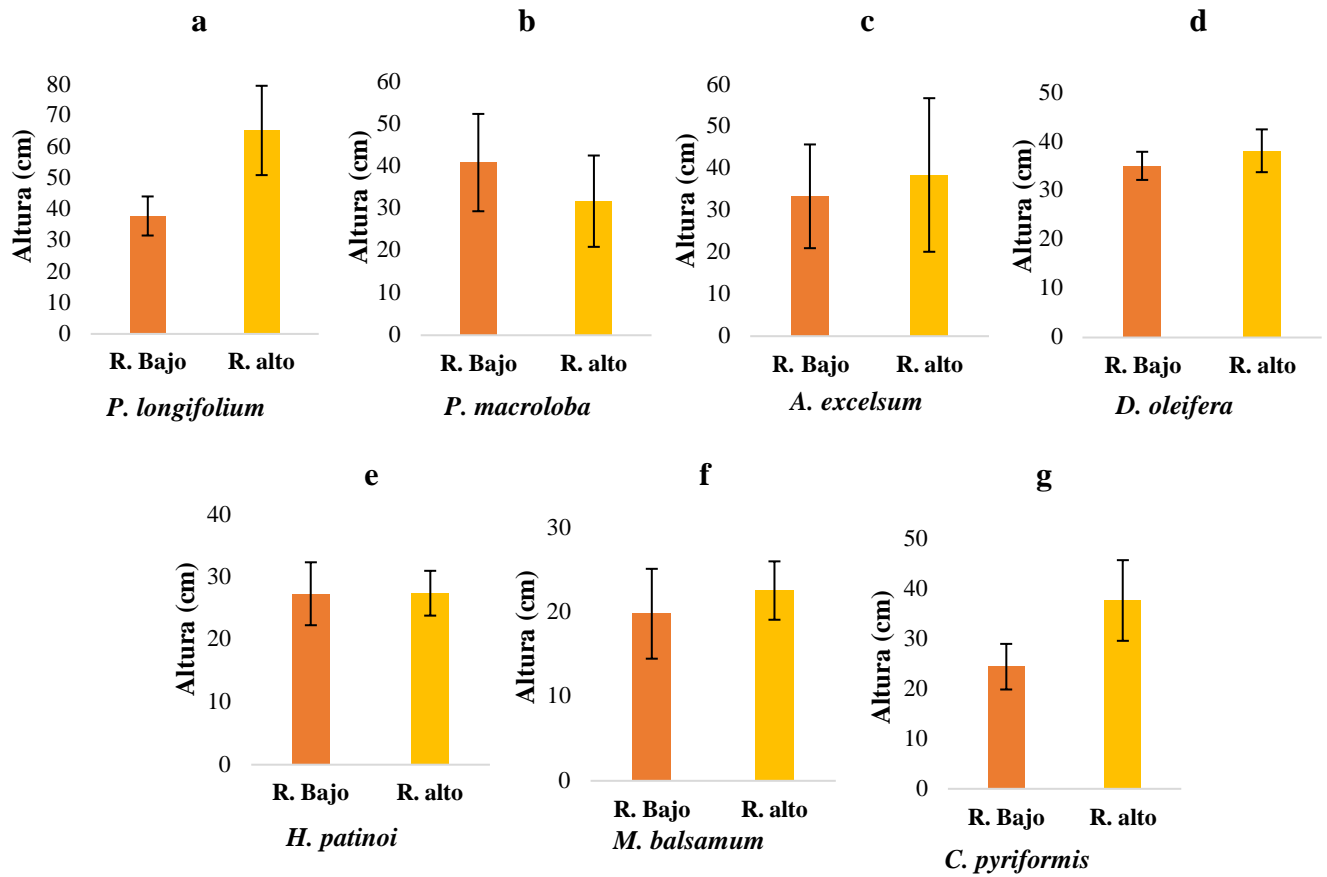 a
Altura (cm)
80
70
60
50
40
30
20
10
0
R. Bajo R. alto
P. longifolium
b
Altura (cm)
60
50
40
30
20
10
0
R. Bajo R. alto
P. macroloba
c
Altura (cm)
60
50
40
30
20
10
0
R. Bajo R. alto
A. excelsum
d
Altura (cm)
50
40
30
20
10
0
R. Bajo R. alto
D. oleifera
e
Altura (cm)
40
30
20
10
0
R. Bajo R. alto
H. patinoi
f
Altura (cm)
30
20
10
0
R. Bajo R. alto
M. balsamum
g
Altura (cm)
50
40
30
20
10
0
R. Bajo R. alto
C. pyriformis